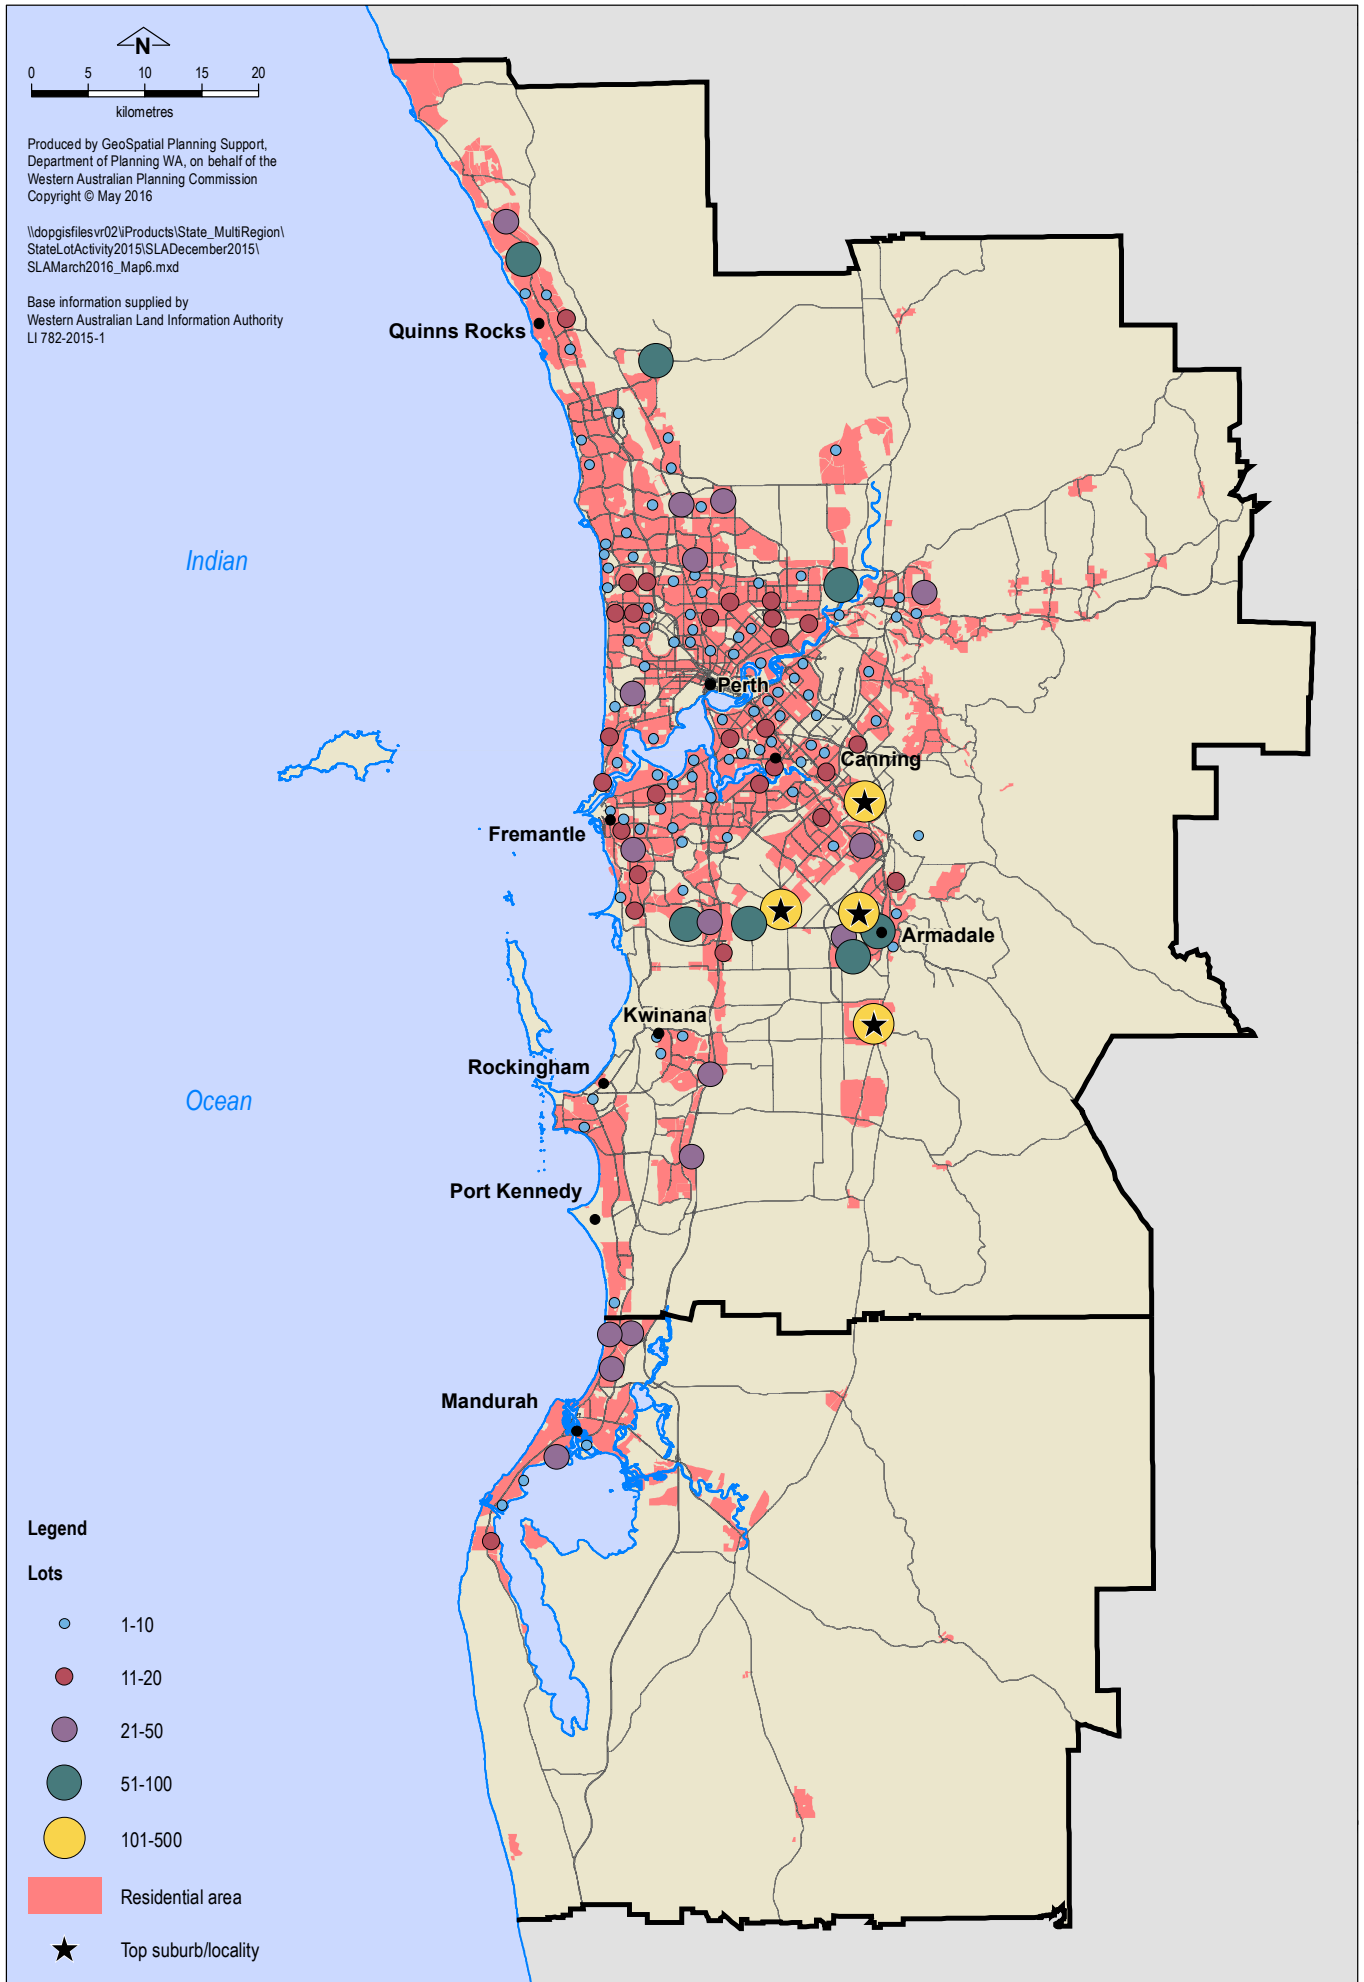 N
0 5 10 15 20
kilometres
Produced by GeoSpatial Planning Support,
Department of Planning WA, on behalf of the
Western Australian Planning Commission
Copyright © May 2016
\\dopgisfilesvr02\iProducts\State_MultiRegion\
StateLotActivity2015\SLADecember2015\
SLAMarch2016_Map6.mxd
Base information supplied by
Western Australian Land Information Authority
LI 782-2015-1
Quinns Rocks
Indian
Perth
Canning
Fremantle
Armadale
Kwinana
Rockingham
Ocean
Port Kennedy
Mandurah
Legend
Lots
1-10
11-20
21-50
51-100
101-500
Residential area
Top suburb/locality